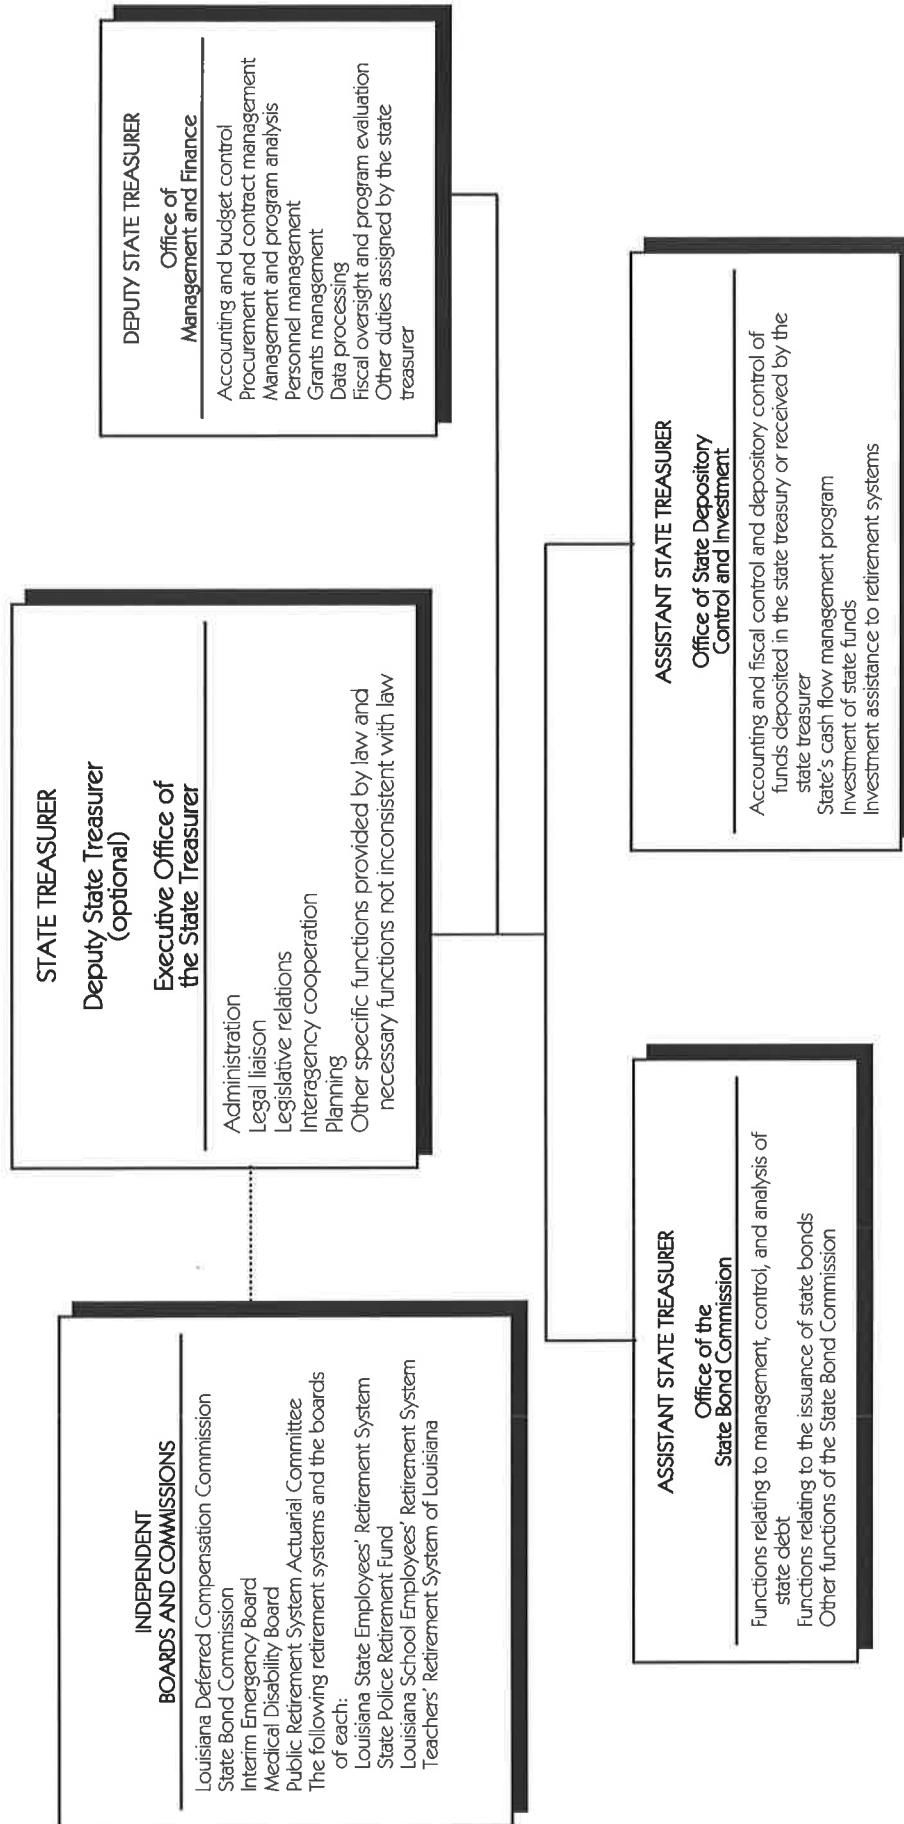 STATE TREASURER
Deputy State Treasurer
(optional)
Executive Office of
the State Treasurer
Administration
Legal liaison
Legislative relations
Interagency cooperation
Planning
Other specific functions provided by law and
necessary functions not inconsistent with law
INDEPENDENT
BOARDS AND COMMISSIONS
Louisiana Deferred Compensation Commission
State Bond Commission
Interim Emergency Board
Medical Disability Board
Public Retirement System Actuarial Committee
The following retirement systems and the boards
of each:
Louisiana State Employees' Retirement System
State Police Retirement Fund
Louisiana School Employees' Retirement System
Teachers' Retirement System of Louisiana
DEPUTY STATE TREASURER
Office of
Management and Finance
Accounting and budget control
Procurement and contract management
Management and program analysis
Personnel management
Grants management
Data processing
Fiscal oversight and program evaluation
Other duties assigned by the state
treasurer
ASSISTANT STATE TREASURER
Office of the
State Bond Commission
Functions relating to management, control, and analysis of
state debt
Functions relating to the issuance of state bonds
Other functions of the State Bond Commission
ASSISTANT STATE TREASURER
Office of State Depository
Control and Investment
Accounting and fiscal control and depository control of
funds deposited in the state treasury or received by the
state treasurer
State's cash flow management program
Investment of state funds
Investment assistance to retirement systems